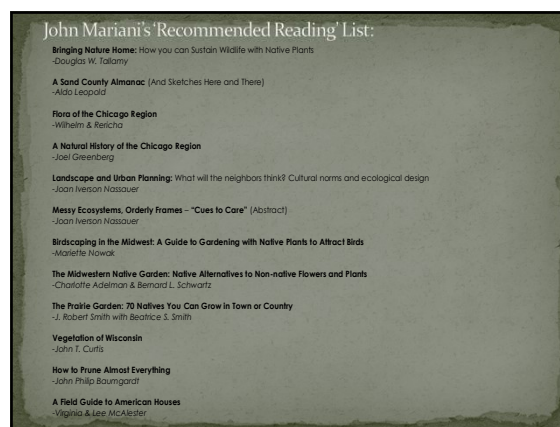 John Mariani's 'Recommended Reading' List:
Bringing Nature Home: How you can Sustain Wildlife with Native Plants
-Douglas W. Tallamy
A Sand County Almanac (And Sketches Here and There)
-Aldo Leopold
Flora of the Chicago Region
-Wilhelm & Rericha
A Natural History of the Chicago Region
-Joel Greenberg
Landscape and Urban Planning: What will the neighbors think? Cultural norms and ecological design
-Joan Iverson Nassauer
Messy Ecosystems, Orderly Frames – "Cues to Care" (Abstract)
-Joan Iverson Nassauer
Birdscaping in the Midwest: A Guide to Gardening with Native Plants to Attract Birds
-Mariette Nowak
The Midwestern Native Garden: Native Alternatives to Non-native Flowers and Plants
-Charlotte Adelman & Bernard L. Schwartz
The Prairie Garden: 70 Natives You Can Grow in Town or Country
-J. Robert Smith with Beatrice S. Smith
Vegetation of Wisconsin
-John T. Curtis
How to Prune Almost Everything
-John Philip Baumgardt
A Field Guide to American Houses
-Virginia & Lee McAlester